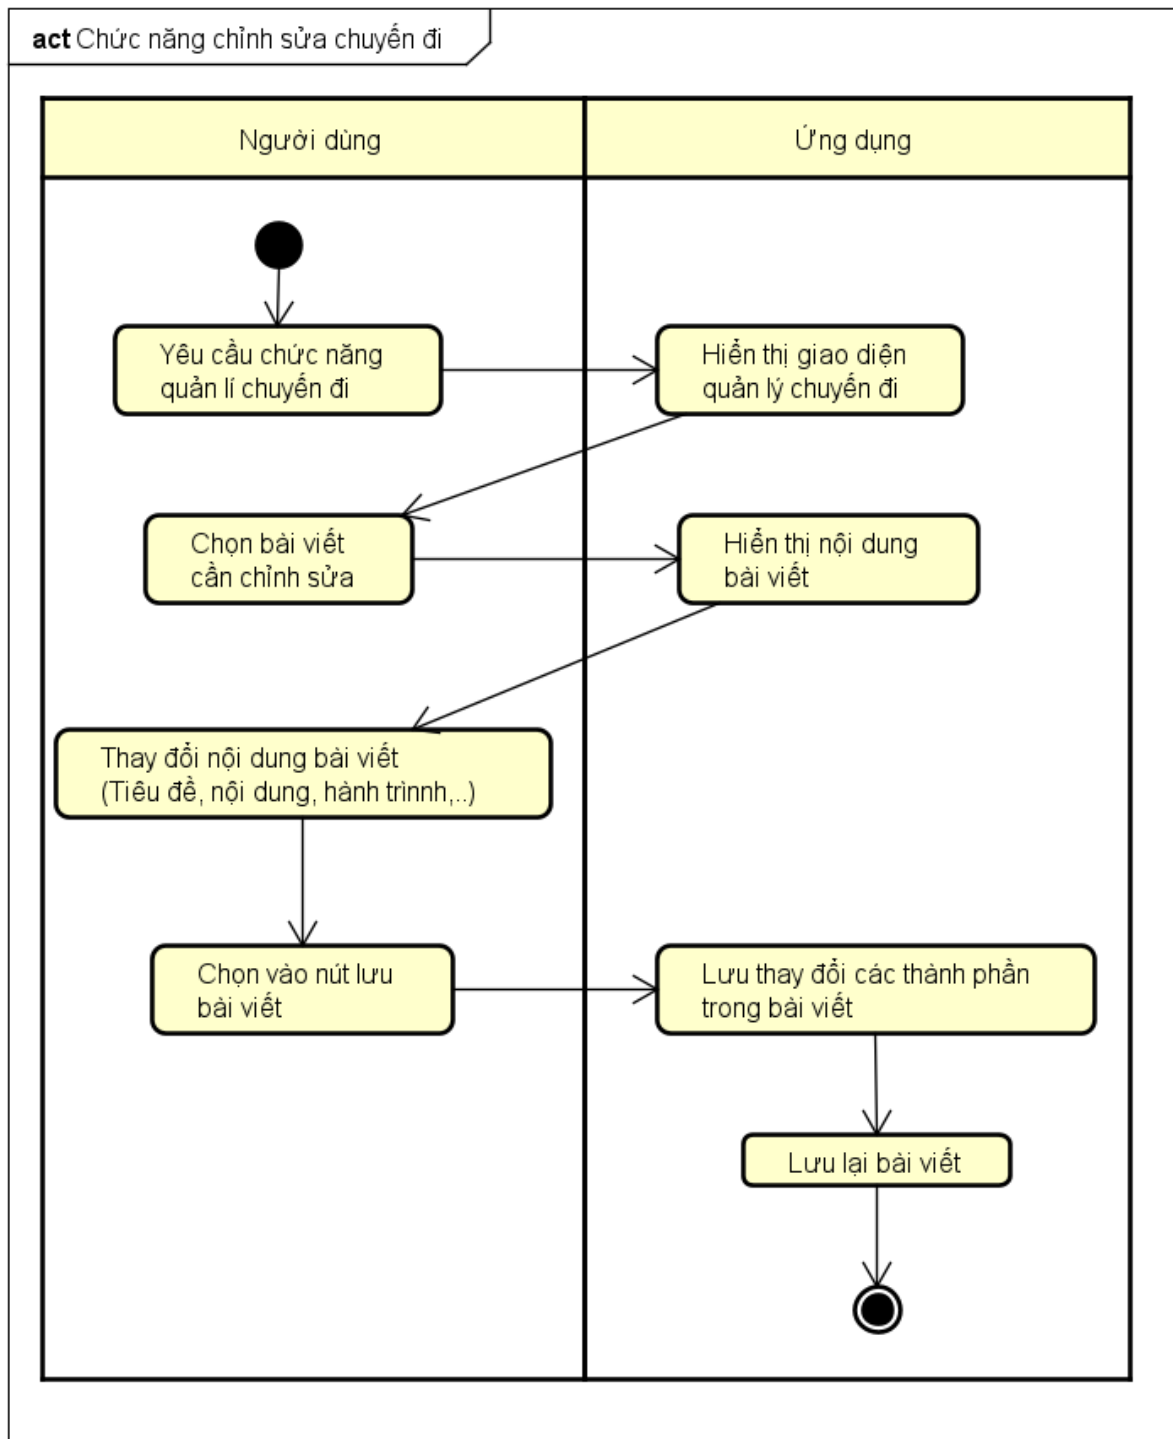 act Chức năng chỉnh sửa chuyến đi
Người dùng
Ứng dụng
Yêu cầu chức năng
quản lí chuyến đi
Hiển thị giao diện
quản lý chuyến đi
Chọn bài viết
cần chỉnh sửa
Hiển thị nội dung
bài viết
Thay đổi nội dung bài viết
(Tiêu đề, nội dung, hành trìnnh,..)
Chọn vào nút lưu
bài viết
Lưu thay đổi các thành phần
trong bài viết
Lưu lại bài viết